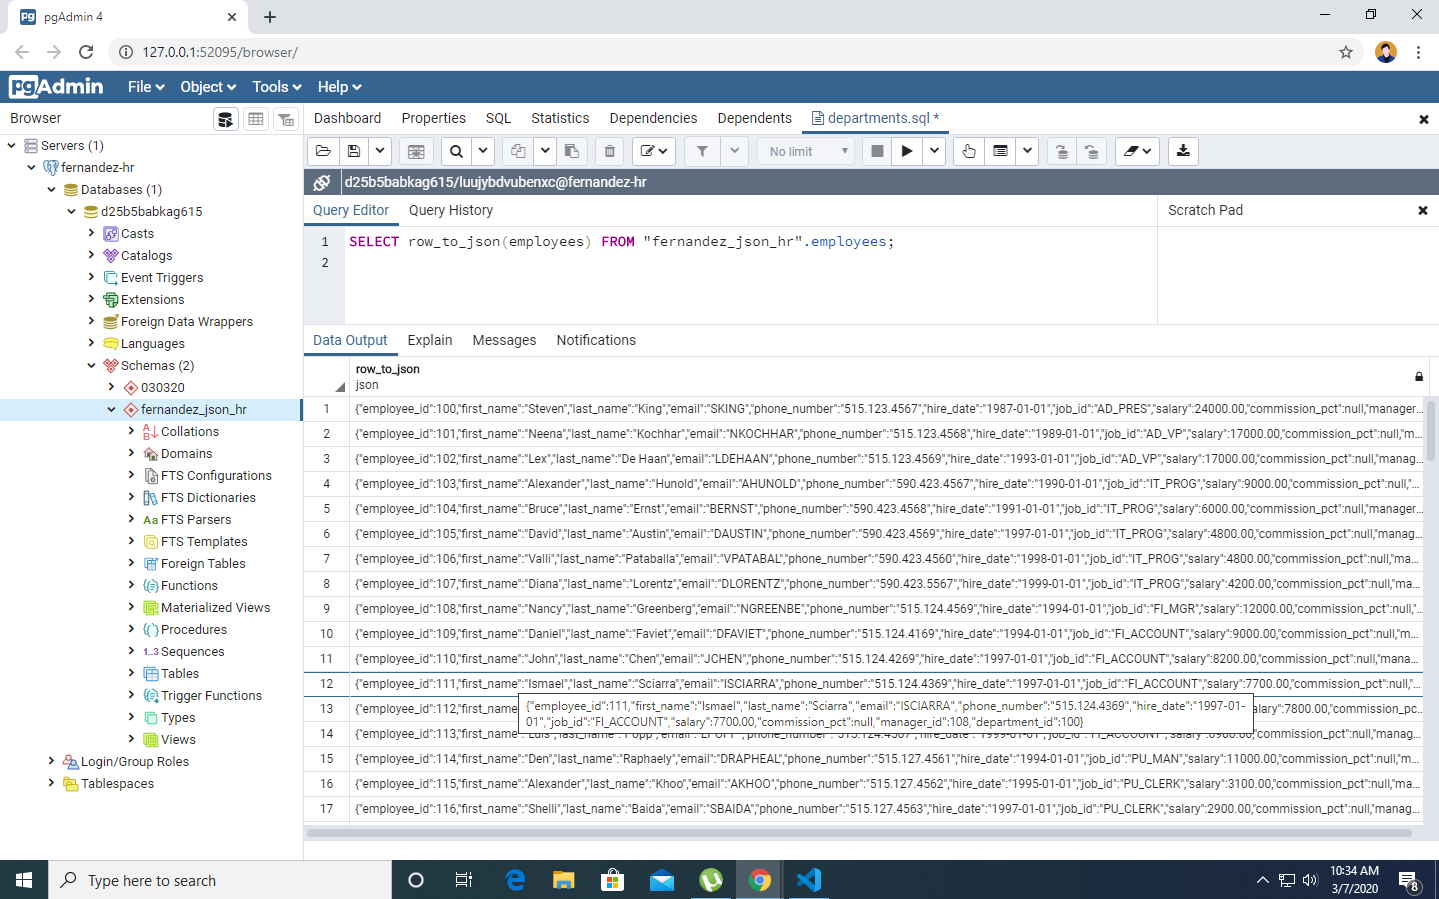 pgAdmin 4
127.0.0.1:52095/browser/
pgAdmin File Object Tools Help
Browser
Dashboard Properties SQL Statistics Dependencies Dependents departments.sql *
No limit
d25b5babkag615/luujybdvubenxc@fernandez-hr
Query Editor Query History
Scratch Pad
1 SELECT row_to_json(employees) FROM "fernandez_json_hr".employees;
2
Servers (1)
fernandez-hr
Databases (1)
d25b5babkag615
Casts
Catalogs
Event Triggers
Extensions
Foreign Data Wrappers
Languages
Schemas (2)
030320
fernandez_json_hr
Collations
Domains
FTS Configurations
FTS Dictionaries
Aa FTS Parsers
FTS Templates
Foreign Tables
Functions
Materialized Views
Procedures
1..3 Sequences
Tables
Trigger Functions
Types
Views
Login/Group Roles
Tablespaces
Data Output Explain Messages Notifications
row_to_json
json
1 {"employee_id":100,"first_name":"Steven","last_name":"King","email":"SKING","phone_number":"515.123.4567","hire_date":"1987-01-01","job_id":"AD_PRES","salary":24000.00,"commission_pct":null,"manager...
2 {"employee_id":101,"first_name":"Neena","last_name":"Kochhar","email":"NKOCHHAR","phone_number":"515.123.4568","hire_date":"1989-01-01","job_id":"AD_VP","salary":17000.00,"commission_pct":null,"m...
3 {"employee_id":102,"first_name":"Lex","last_name":"De Haan","email":"LDEHAAN","phone_number":"515.123.4569","hire_date":"1993-01-01","job_id":"AD_VP","salary":17000.00,"commission_pct":null,"manag...
4 {"employee_id":103,"first_name":"Alexander","last_name":"Hunold","email":"AHUNOLD","phone_number":"590.423.4567","hire_date":"1990-01-01","job_id":"IT_PROG","salary":9000.00,"commission_pct":null,"...
5 {"employee_id":104,"first_name":"Bruce","last_name":"Ernst","email":"BERNST","phone_number":"590.423.4568","hire_date":"1991-01-01","job_id":"IT_PROG","salary":6000.00,"commission_pct":null,"manager...
6 {"employee_id":105,"first_name":"David","last_name":"Austin","email":"DAUSTIN","phone_number":"590.423.4569","hire_date":"1997-01-01","job_id":"IT_PROG","salary":4800.00,"commission_pct":null,"manag...
7 {"employee_id":106,"first_name":"Valli","last_name":"Pataballa","email":"VPATABAL","phone_number":"590.423.4560","hire_date":"1998-01-01","job_id":"IT_PROG","salary":4800.00,"commission_pct":null,"ma...
8 {"employee_id":107,"first_name":"Diana","last_name":"Lorentz","email":"DLORENTZ","phone_number":"590.423.5567","hire_date":"1999-01-01","job_id":"IT_PROG","salary":4200.00,"commission_pct":null,"ma...
9 {"employee_id":108,"first_name":"Nancy","last_name":"Greenberg","email":"NGREENBE","phone_number":"515.124.4569","hire_date":"1994-01-01","job_id":"FI_MGR","salary":12000.00,"commission_pct":null,"...
10 {"employee_id":109,"first_name":"Daniel","last_name":"Faviet","email":"DFAVIET","phone_number":"515.124.4169","hire_date":"1994-01-01","job_id":"FI_ACCOUNT","salary":9000.00,"commission_pct":null,"m...
11 {"employee_id":110,"first_name":"John","last_name":"Chen","email":"JCHEN","phone_number":"515.124.4269","hire_date":"1997-01-01","job_id":"FI_ACCOUNT","salary":8200.00,"commission_pct":null,"mana...
12 {"employee_id":111,"first_name":"Ismael","last_name":"Sciarra","email":"ISCIARRA","phone_number":"515.124.4369","hire_date":"1997-01-01","job_id":"FI_ACCOUNT","salary":7700.00,"commission_pct":null,"...
{"employee_id":111,"first_name":"Ismael","last_name":"Sciarra","email":"ISCIARRA","phone_number":"515.124.4369","hire_date":"1997-01-
01","job_id":"FI_ACCOUNT","salary":7700.00,"commission_pct":null,"manager_id":108,"department_id":100}
13 {"employee_id":112,"first_ :7800.00,"commission_pct":null,"m...
14 {"employee_id":113,"first_ "commission_pct":null,"manag...
15 {"employee_id":114,"first_name":"Den","last_name":"Raphaely","email":"DRAPHEAL","phone_number":"515.127.4561","hire_date":"1994-01-01","job_id":"PU_MAN","salary":11000.00,"commission_pct":null,"ma...
16 {"employee_id":115,"first_name":"Alexander","last_name":"Khoo","email":"AKHOO","phone_number":"515.127.4562","hire_date":"1995-01-01","job_id":"PU_CLERK","salary":3100.00,"commission_pct":null,"ma...
17 {"employee_id":116,"first_name":"Shelli","last_name":"Baida","email":"SBAIDA","phone_number":"515.127.4563","hire_date":"1997-01-01","job_id":"PU_CLERK","salary":2900.00,"commission_pct":null,"manag...
Type here to search
10:34 AM
3/7/2020
8